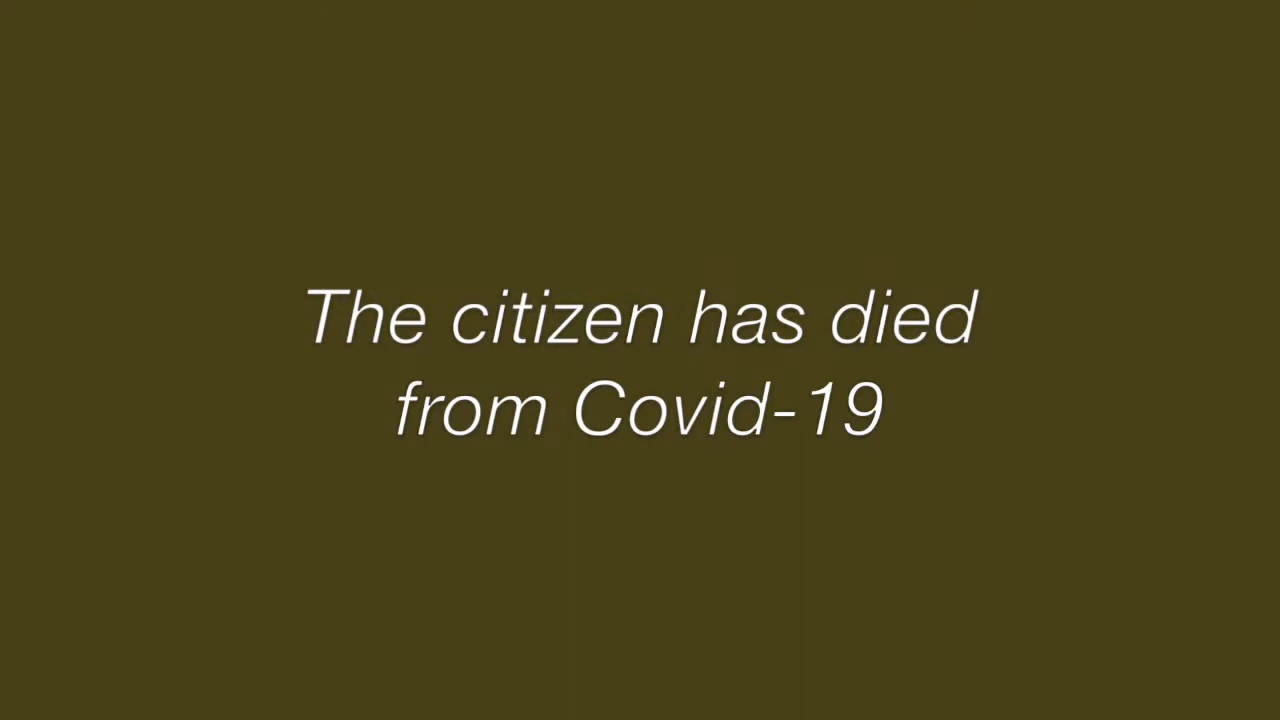 The citizen has died
from Covid-19